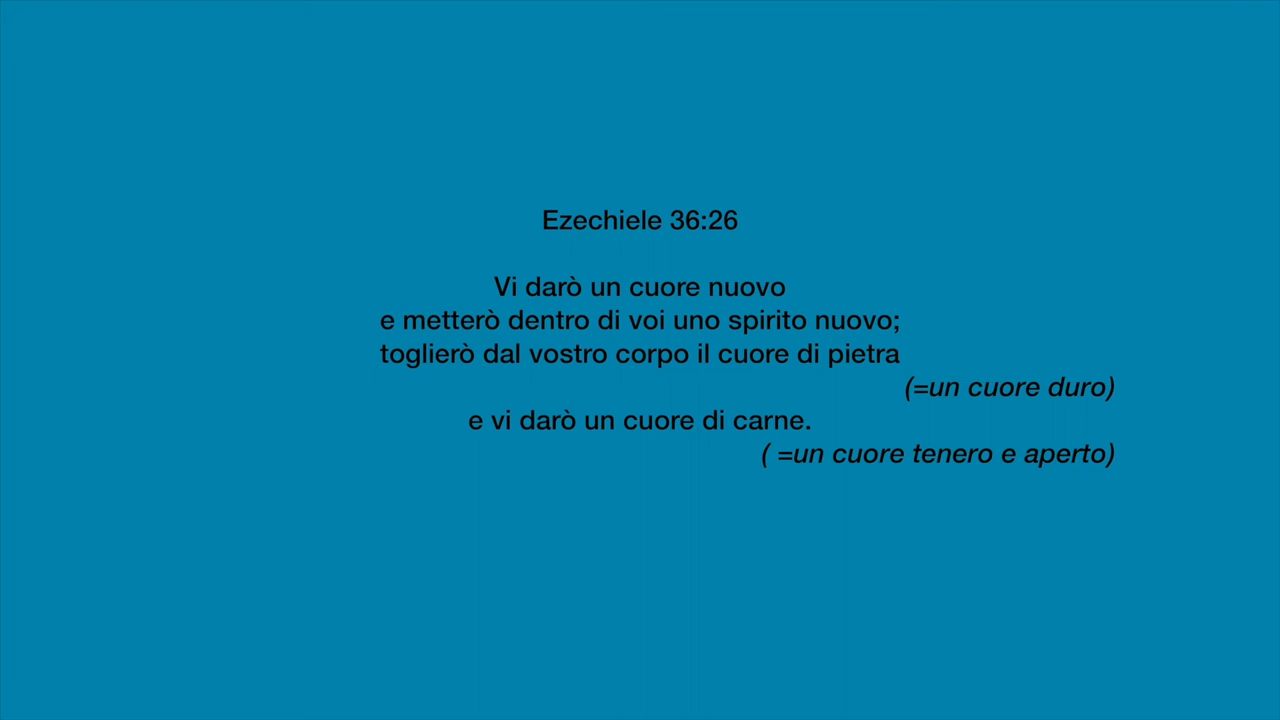 Ezechiele 36:26
Vi darò un cuore nuovo
e metterò dentro di voi uno spirito nuovo;
toglierò dal vostro corpo il cuore di pietra
(=un cuore duro)
e vi darò un cuore di carne.
( =un cuore tenero e aperto)